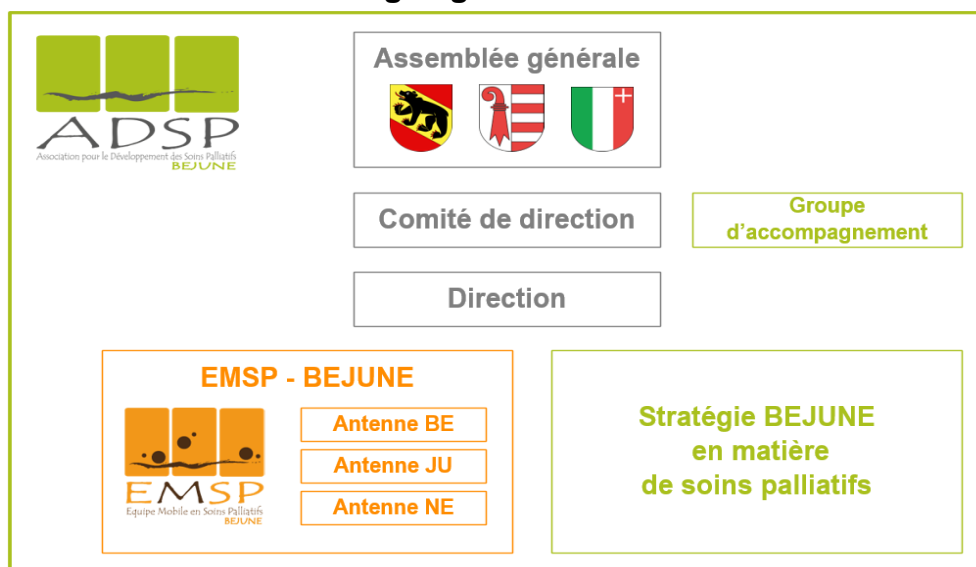 Assemblée générale
ADSP
Association pour le Développement des Soins Palliatifs
BEJUNE
Comité de direction
Groupe
d'accompagnement
Direction
EMSP - BEJUNE
Antenne BE
Antenne JU
Antenne NE
EMSP
Equipe Mobile en Soins Palliatifs
BEJUNE
Stratégie BEJUNE
en matière
de soins palliatifs